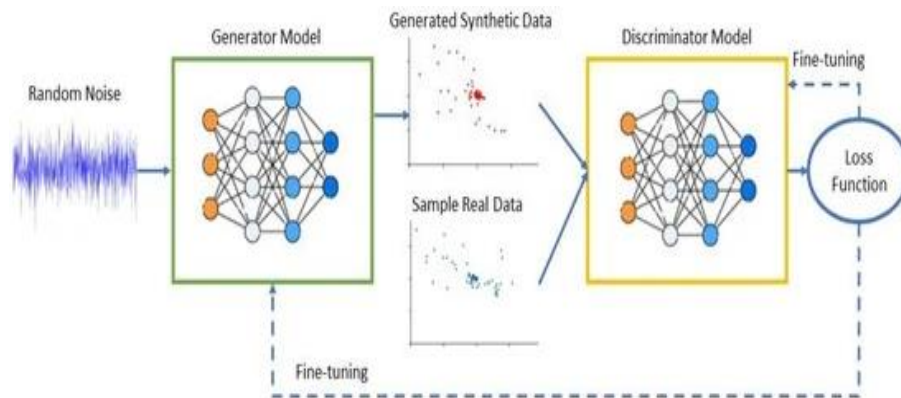 Generated Synthetic Data
Generator Model
Discriminator Model
Fine-tuning
Random Noise
Loss
Function
Sample Real Data
Fine-tuning